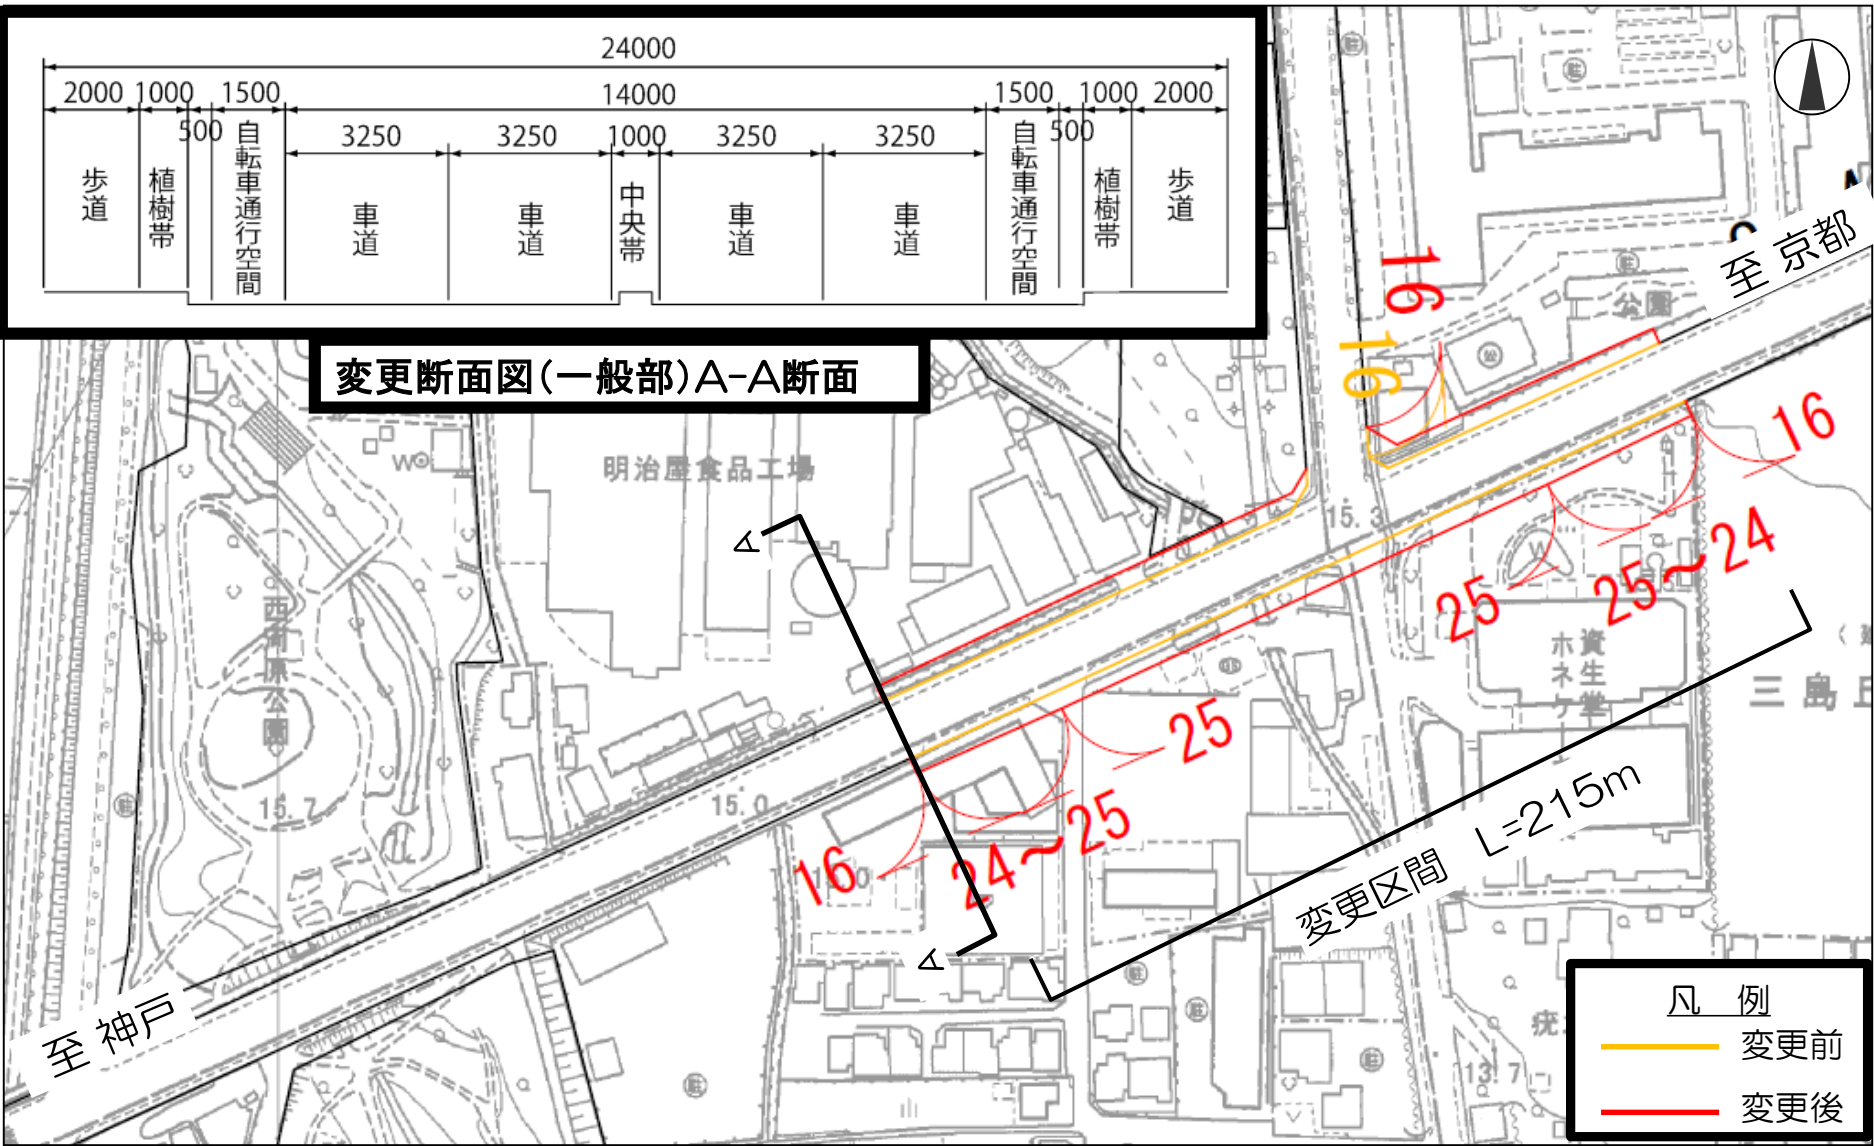 24000
2000 1000 1500 14000 1500 1000 2000
500 3250 3250 1000 3250 3250 500
歩道
植樹帯
自転車通行空間
車道
車道
中央帯
車道
車道
自転車通行空間
植樹帯
歩道
変更断面図(一般部)A-A断面
至 京都
公園
16
16
16
明治屋食品工場
15.3
A
25
25~24
西河原公園
15.7
15.0
資生堂
ホネケー
三島丘
25
24~25
16
変更区間 L=215m
A
至 神戸
13.7
凡 例
変更前
変更後